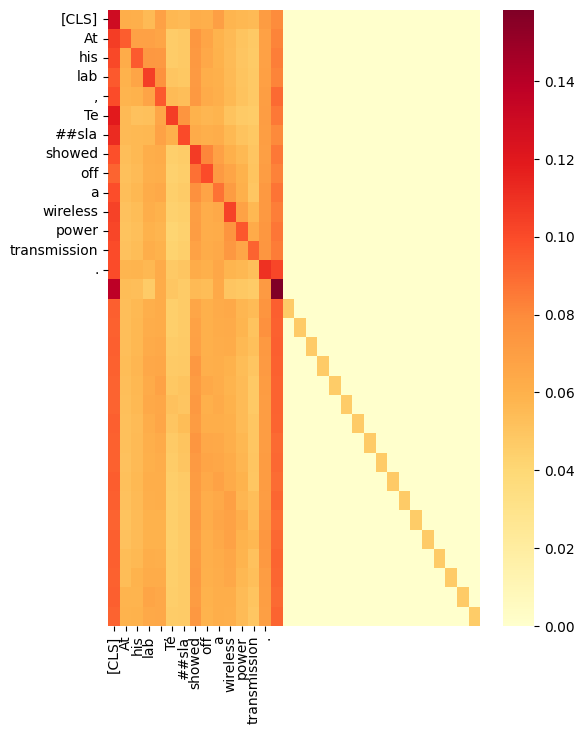 [CLS]
At
his
lab
,
Te
##sla
showed
off
a
wireless
power
transmission
.
0.14
0.12
0.10
0.08
0.06
0.04
0.02
0.00
[CLS]
At
his
lab
,
Te
##sla
showed
off
a
wireless
power
transmission
.